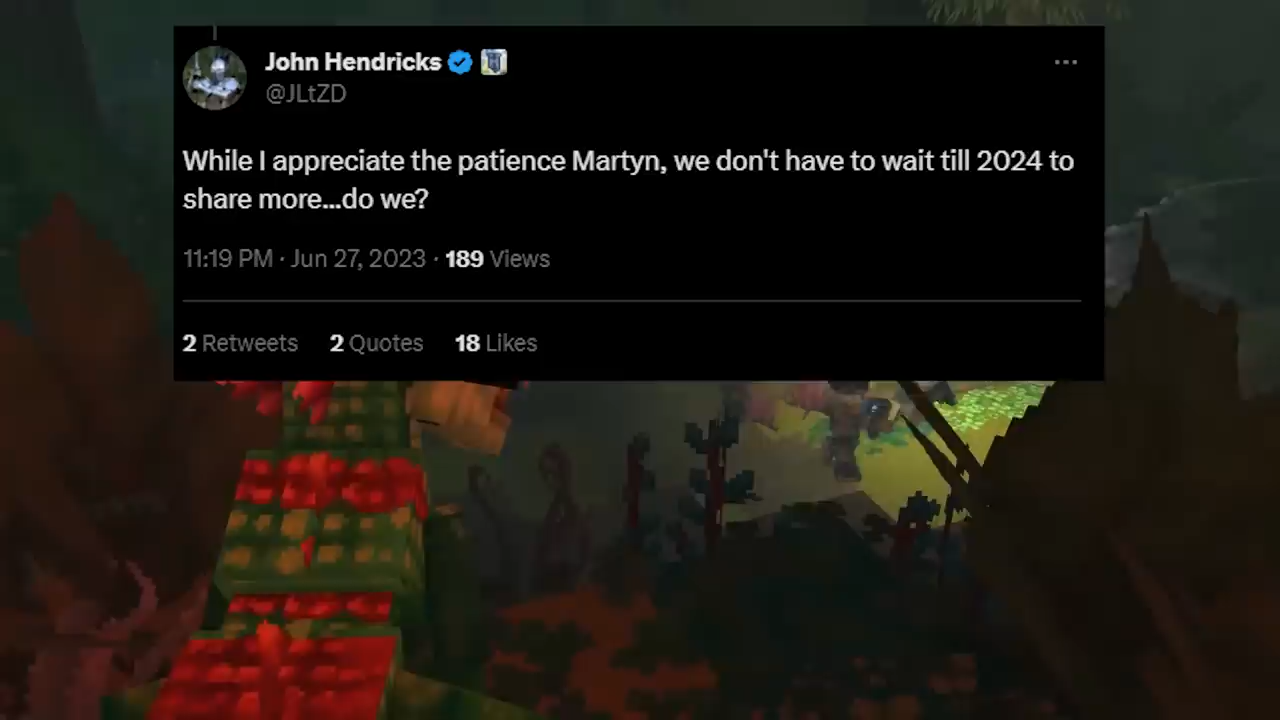 John Hendricks
@JLtZD
While I appreciate the patience Martyn, we don't have to wait till 2024 to
share more...do we?
11:19 PM · Jun 27, 2023 · 189 Views
2 Retweets 2 Quotes 18 Likes